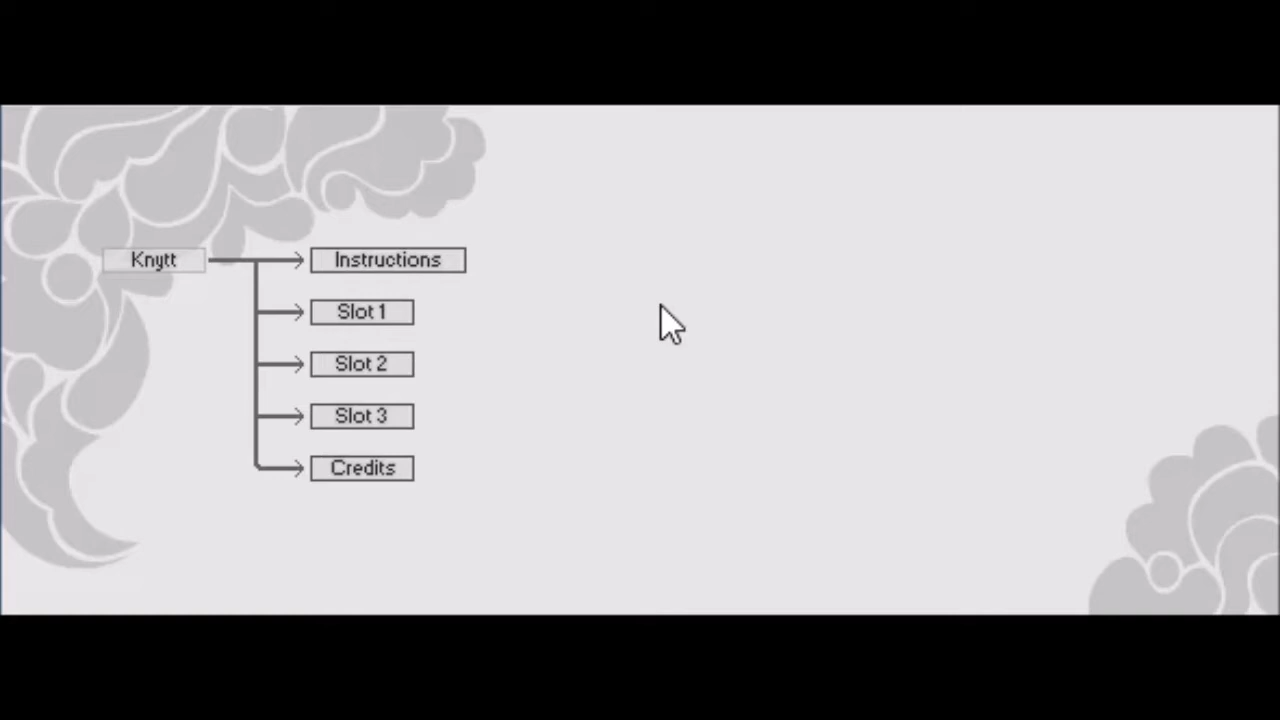 Knytt
Instructions
Slot 1
Slot 2
Slot 3
Credits